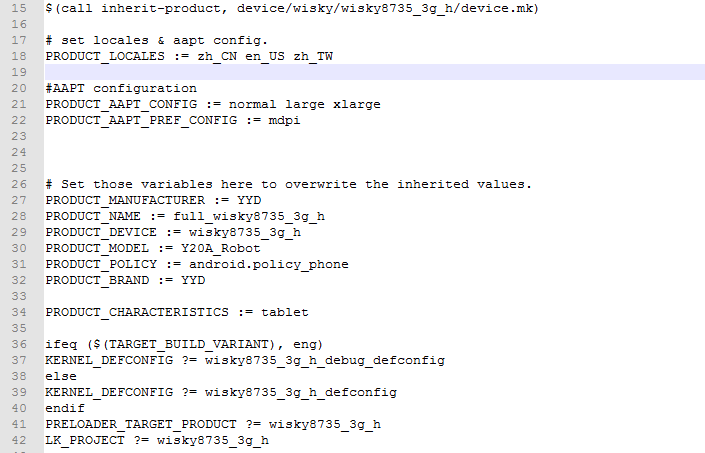 15 $(call inherit-product, device/wisky/wisky8735_3g_h/device.mk)
16
17 # set locales & aapt config.
18 PRODUCT_LOCALES := zh_CN en_US zh_TW
19
20 #AAPT configuration
21 PRODUCT_AAPT_CONFIG := normal large xlarge
22 PRODUCT_AAPT_PREF_CONFIG := mdpi
23
24
25
26 # Set those variables here to overwrite the inherited values.
27 PRODUCT_MANUFACTURER := YYD
28 PRODUCT_NAME := full_wisky8735_3g_h
29 PRODUCT_DEVICE := wisky8735_3g_h
30 PRODUCT_MODEL := Y20A_Robot
31 PRODUCT_POLICY := android.policy_phone
32 PRODUCT_BRAND := YYD
33
34 PRODUCT_CHARACTERISTICS := tablet
35
36 ifeq ($(TARGET_BUILD_VARIANT), eng)
37 KERNEL_DEFCONFIG ?= wisky8735_3g_h_debug_defconfig
38 else
39 KERNEL_DEFCONFIG ?= wisky8735_3g_h_defconfig
40 endif
41 PRELOADER_TARGET_PRODUCT ?= wisky8735_3g_h
42 LK_PROJECT ?= wisky8735_3g_h